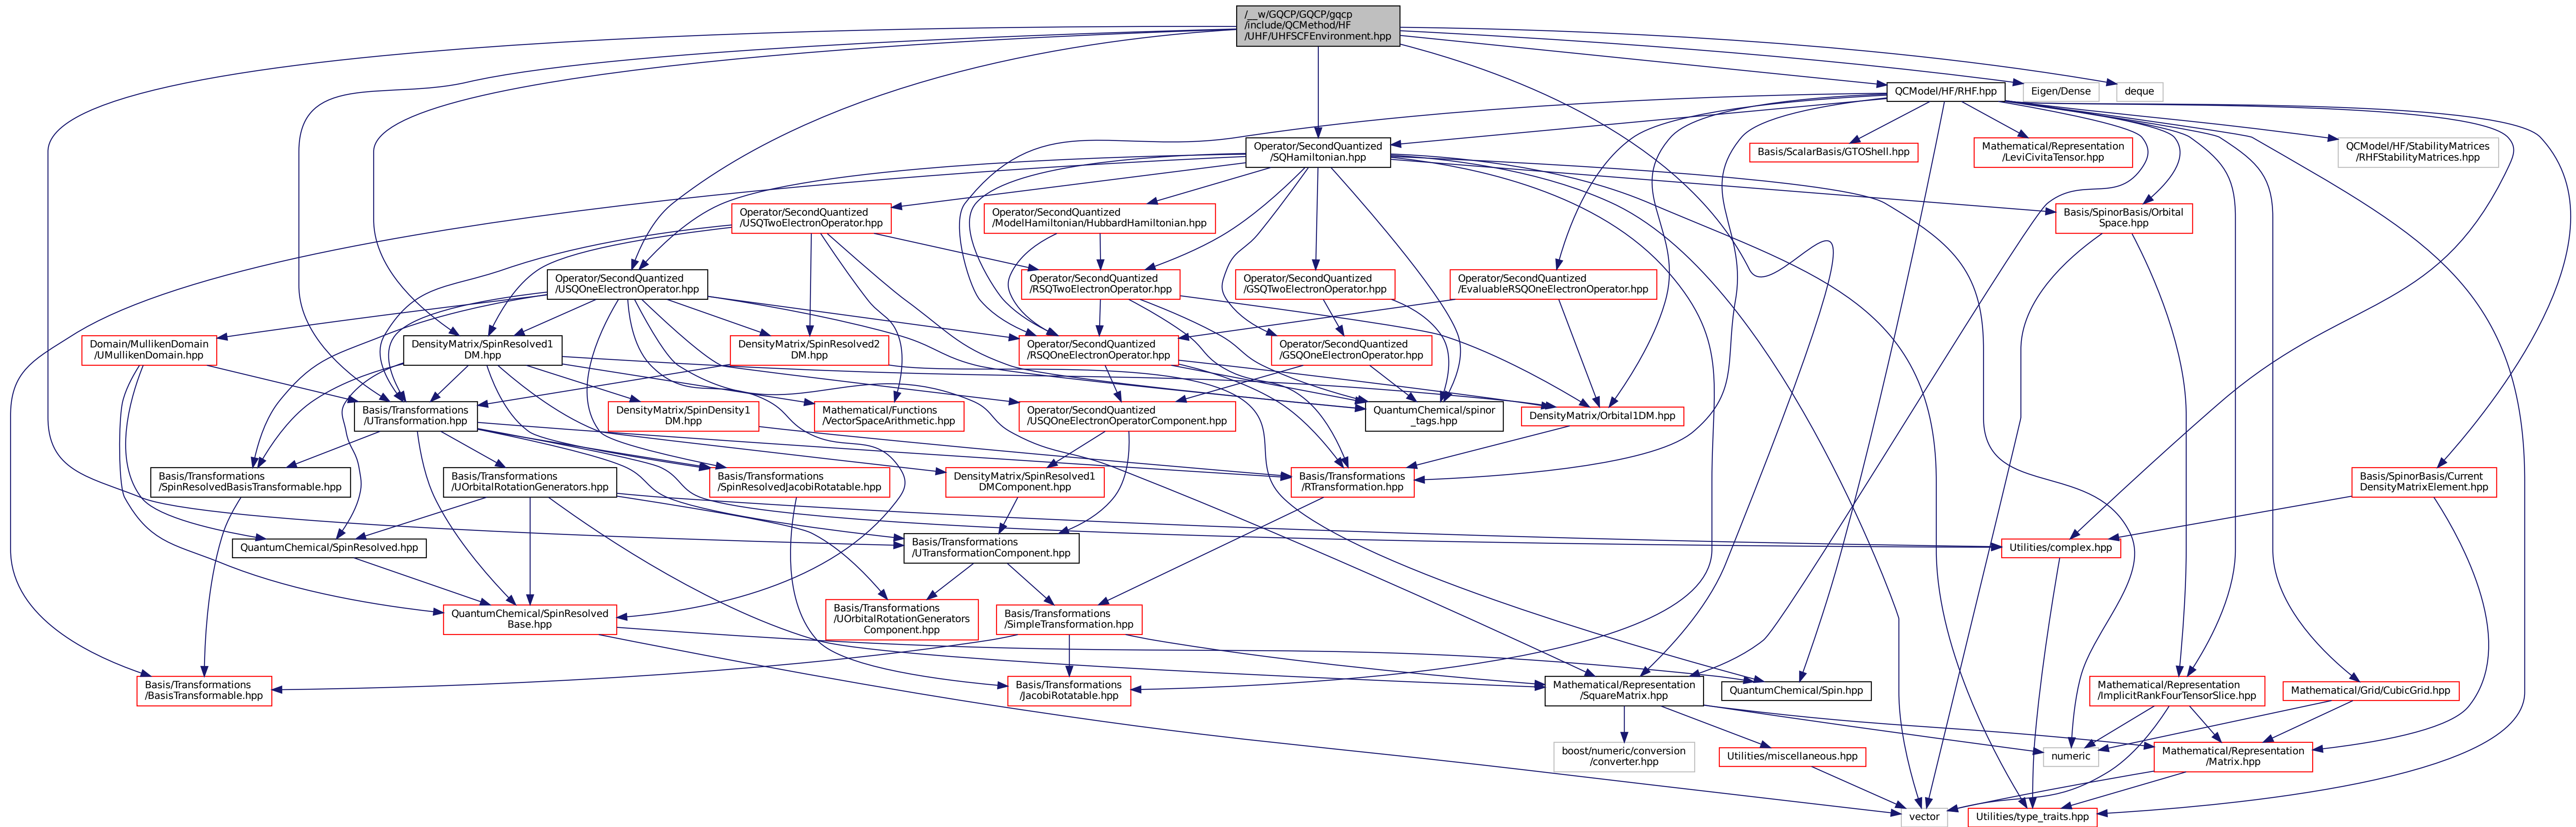 /__w/GQCP/GQCP/gqcp
/include/QCMethod/HF
/UHF/UHFSCFEnvironment.hpp
QCModel/HF/RHF.hpp
Eigen/Dense
deque
Operator/SecondQuantized
/SQHamiltonian.hpp
Basis/ScalarBasis/GTOShell.hpp
Mathematical/Representation
/LeviCivitaTensor.hpp
QCModel/HF/StabilityMatrices
/RHFStabilityMatrices.hpp
Operator/SecondQuantized
/USQTwoElectronOperator.hpp
Operator/SecondQuantized
/ModelHamiltonian/HubbardHamiltonian.hpp
Basis/SpinorBasis/Orbital
Space.hpp
Operator/SecondQuantized
/USQOneElectronOperator.hpp
Operator/SecondQuantized
/RSQTwoElectronOperator.hpp
Operator/SecondQuantized
/GSQTwoElectronOperator.hpp
Operator/SecondQuantized
/EvaluableRSQOneElectronOperator.hpp
Domain/MullikenDomain
/UMullikenDomain.hpp
DensityMatrix/SpinResolved1
DM.hpp
DensityMatrix/SpinResolved2
DM.hpp
Operator/SecondQuantized
/RSQOneElectronOperator.hpp
Operator/SecondQuantized
/GSQOneElectronOperator.hpp
Basis/Transformations
/UTransformation.hpp
DensityMatrix/SpinDensity1
DM.hpp
Mathematical/Functions
/VectorSpaceArithmetic.hpp
Operator/SecondQuantized
/USQOneElectronOperatorComponent.hpp
QuantumChemical/spinor
_tags.hpp
DensityMatrix/Orbital1DM.hpp
Basis/Transformations
/SpinResolvedBasisTransformable.hpp
Basis/Transformations
/UOrbitalRotationGenerators.hpp
Basis/Transformations
/SpinResolvedJacobiRotatable.hpp
DensityMatrix/SpinResolved1
DMComponent.hpp
Basis/Transformations
/RTransformation.hpp
Basis/SpinorBasis/Current
DensityMatrixElement.hpp
QuantumChemical/SpinResolved.hpp
Basis/Transformations
/UTransformationComponent.hpp
Utilities/complex.hpp
QuantumChemical/SpinResolved
Base.hpp
Basis/Transformations
/UOrbitalRotationGenerators
Component.hpp
Basis/Transformations
/SimpleTransformation.hpp
Basis/Transformations
/BasisTransformable.hpp
Basis/Transformations
/JacobiRotatable.hpp
Mathematical/Representation
/SquareMatrix.hpp
QuantumChemical/Spin.hpp
Mathematical/Representation
/ImplicitRankFourTensorSlice.hpp
Mathematical/Grid/CubicGrid.hpp
boost/numeric/conversion
/converter.hpp
Utilities/miscellaneous.hpp
numeric
Mathematical/Representation
/Matrix.hpp
vector
Utilities/type_traits.hpp